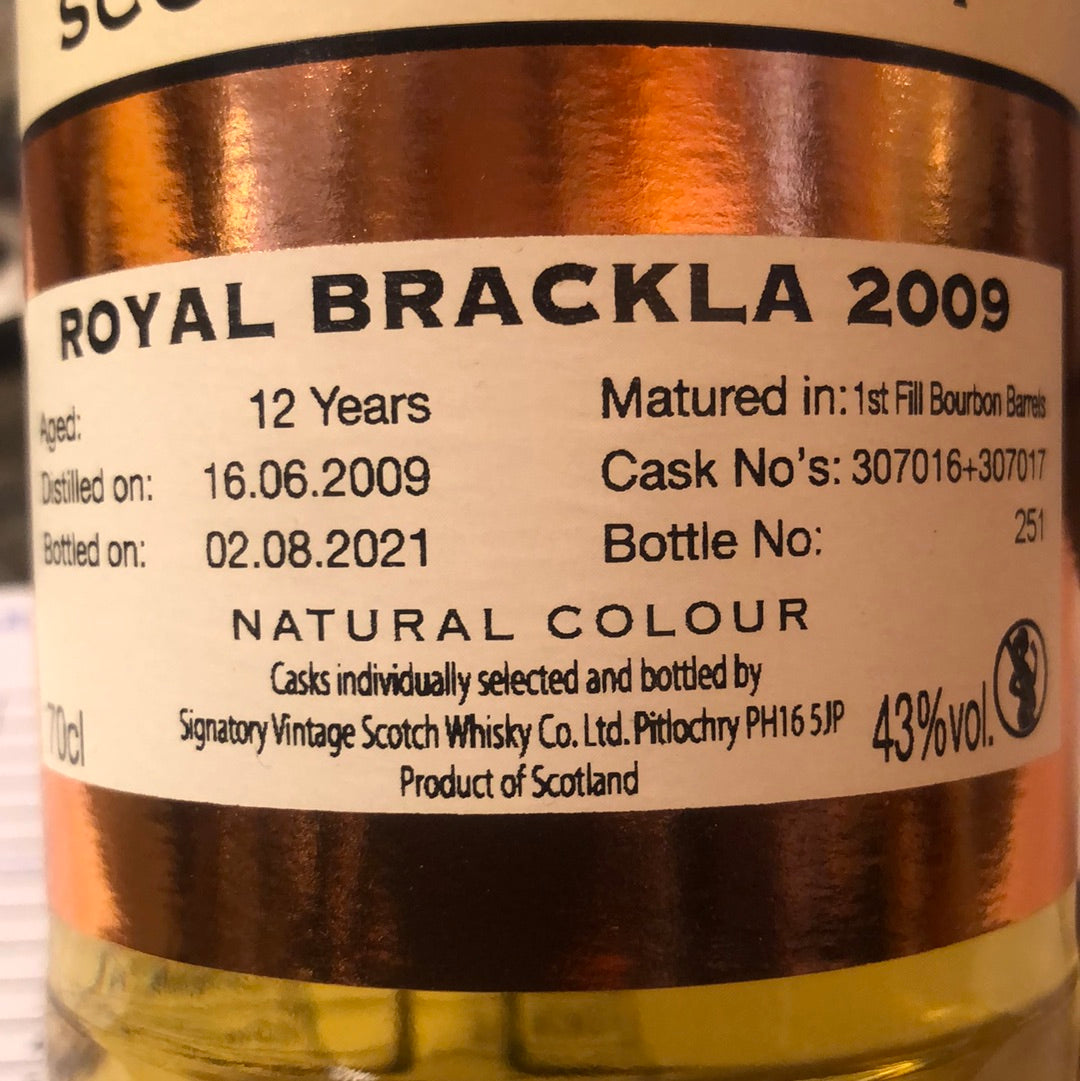 ROYAL BRACKLA 2009
Aged: 12 Years
Matured in: 1st Fill Bourbon Barrels
Distilled on: 16.06.2009
Cask No's: 307016+307017
Bottled on: 02.08.2021
Bottle No: 251
NATURAL COLOUR
Casks individually selected and bottled by
Signatory Vintage Scotch Whisky Co. Ltd. Pitlochry PH16 5JP
70cl
43%vol.
Product of Scotland